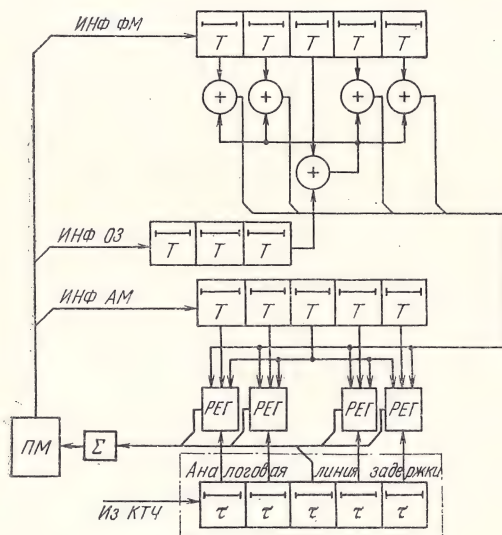 ИНФ ФМ
T T T T T
+ + + +
+
ИНФ ОЗ
T T T
ИНФ АМ
T T T T T
РЕГ РЕГ РЕГ РЕГ
ПМ Σ
Аналоговая линия задержки
Из КТЧ
τ τ τ τ τ